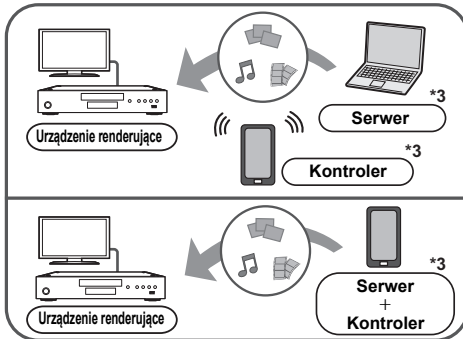 *3
Serwer
Urządzenie renderujące
*3
Kontroler
*3
Serwer
+
Kontroler
Urządzenie renderujące